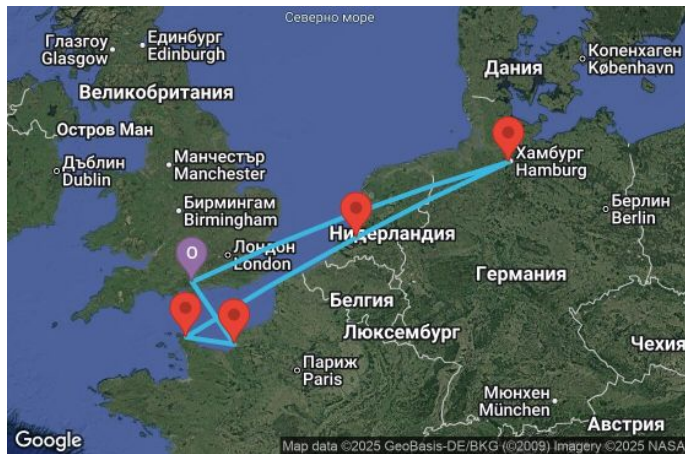 Северно море
Глазгоу
Glasgow
Единбург
Edinburgh
Копенхаген
København
Дания
Великобритания
Остров Ман
Дъблин
Dublin
Манчестър
Manchester
Хамбург
Hamburg
Бирмингам
Birmingham
Берлин
Berlin
Лондон
London
Нидерландия
O
Германия
Белгия
Люксембург
Чехия
Париж
Paris
Мюнхен
München
Австрия
Google
Map data ©2025 GeoBasis-DE/BKG (©2009) Imagery ©2025 NASA